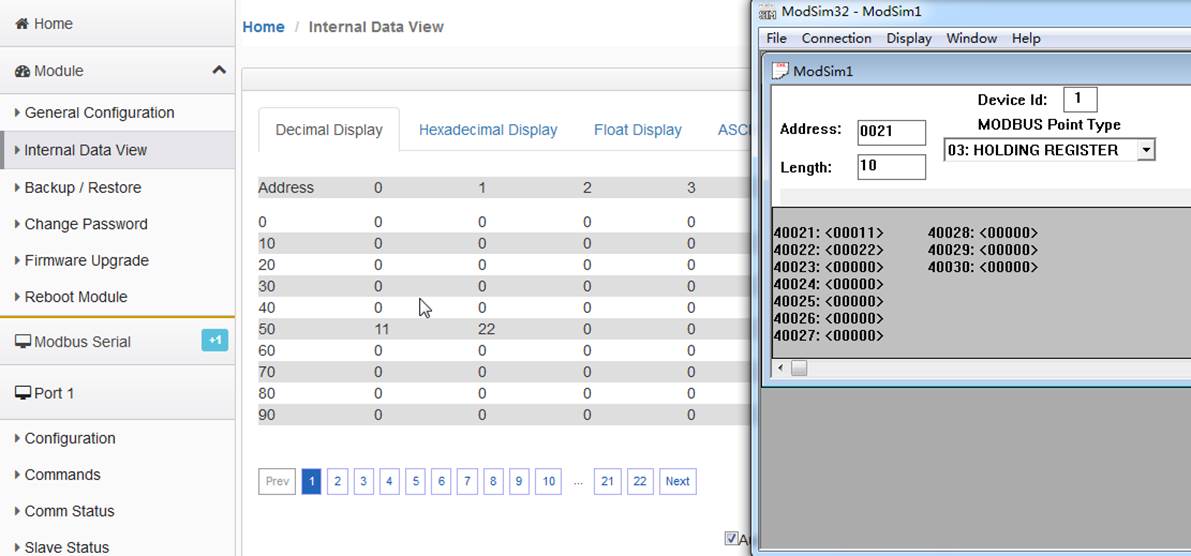 Home
Module
General Configuration
Internal Data View
Backup / Restore
Change Password
Firmware Upgrade
Reboot Module
Modbus Serial +1
Port 1
Configuration
Commands
Comm Status
Slave Status
Home / Internal Data View
Decimal Display Hexadecimal Display Float Display ASC
Address 0 1 2 3
0 0 0 0 0
10 0 0 0 0
20 0 0 0 0
30 0 0 0 0
40 0 0 0 0
50 11 22 0 0
60 0 0 0 0
70 0 0 0 0
80 0 0 0 0
90 0 0 0 0
Prev 1 2 3 4 5 6 7 8 9 10 ... 21 22 Next
ModSim32 - ModSim1
File Connection Display Window Help
ModSim1
Device Id: 1
Address: 0021
MODBUS Point Type
03: HOLDING REGISTER
Length: 10
40021: <00011> 40028: <00000>
40022: <00022> 40029: <00000>
40023: <00000> 40030: <00000>
40024: <00000>
40025: <00000>
40026: <00000>
40027: <00000>